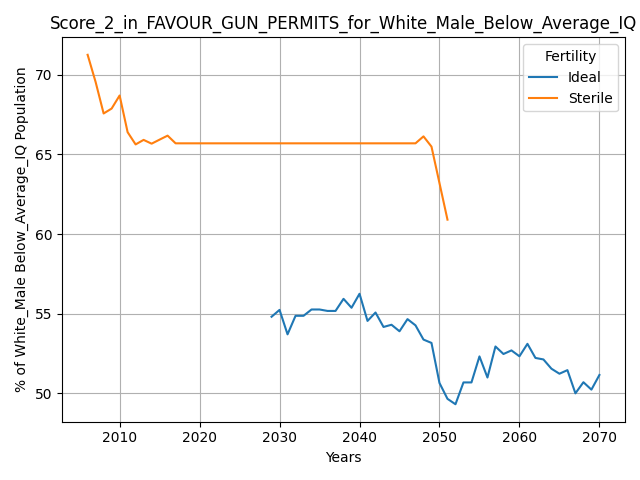 Score_2_in_FAVOUR_GUN_PERMITS_for_White_Male_Below_Average_IQ
Fertility
Ideal
Sterile
% of White_Male Below_Average_IQ Population
70
65
60
55
50
2010 2020 2030 2040 2050 2060 2070
Years